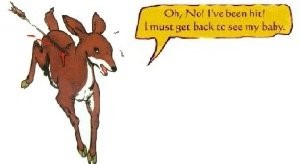 Oh, No! I've been hit!
I must get back to see my baby.